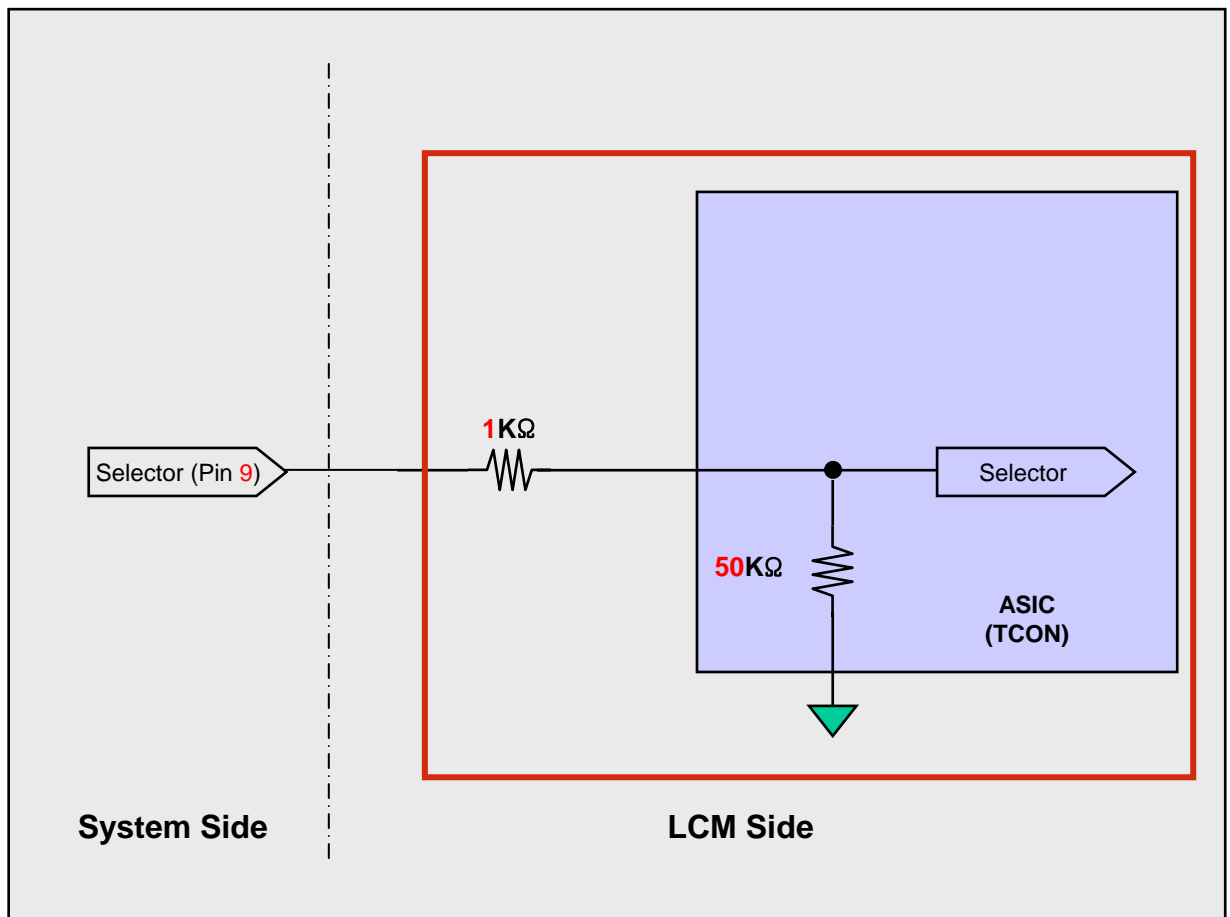 1KΩ
Selector (Pin 9)
Selector
50KΩ
ASIC
(TCON)
System Side
LCM Side